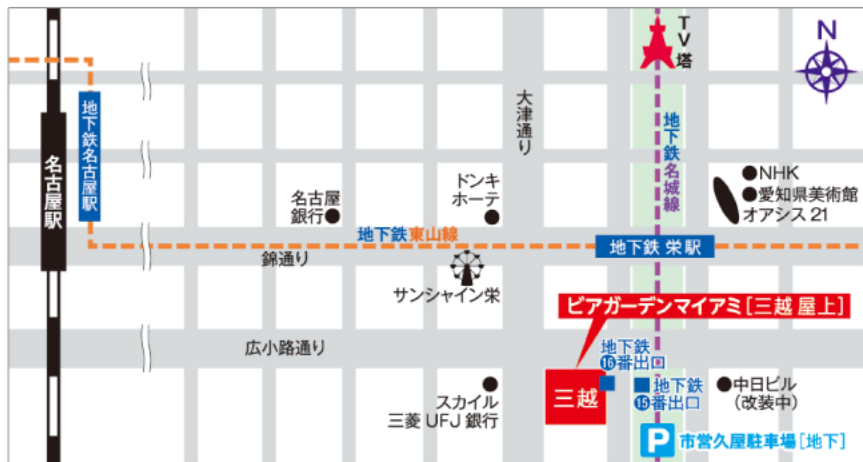 TV塔
N
大津通り
地下鉄名古屋駅
名古屋駅
地下鉄名城線
NHK
愛知県美術館
オアシス21
ドンキ
ホーテ
名古屋
銀行
地下鉄東山線
地下鉄 栄駅
錦通り
サンシャイン栄
ビアガーデンマイアミ[三越 屋上]
広小路通り
地下鉄
⓰番出口
地下鉄
⓯番出口
三越
スカイル
三菱UFJ銀行
中日ビル
(改装中)
P 市営久屋駐車場[地下]